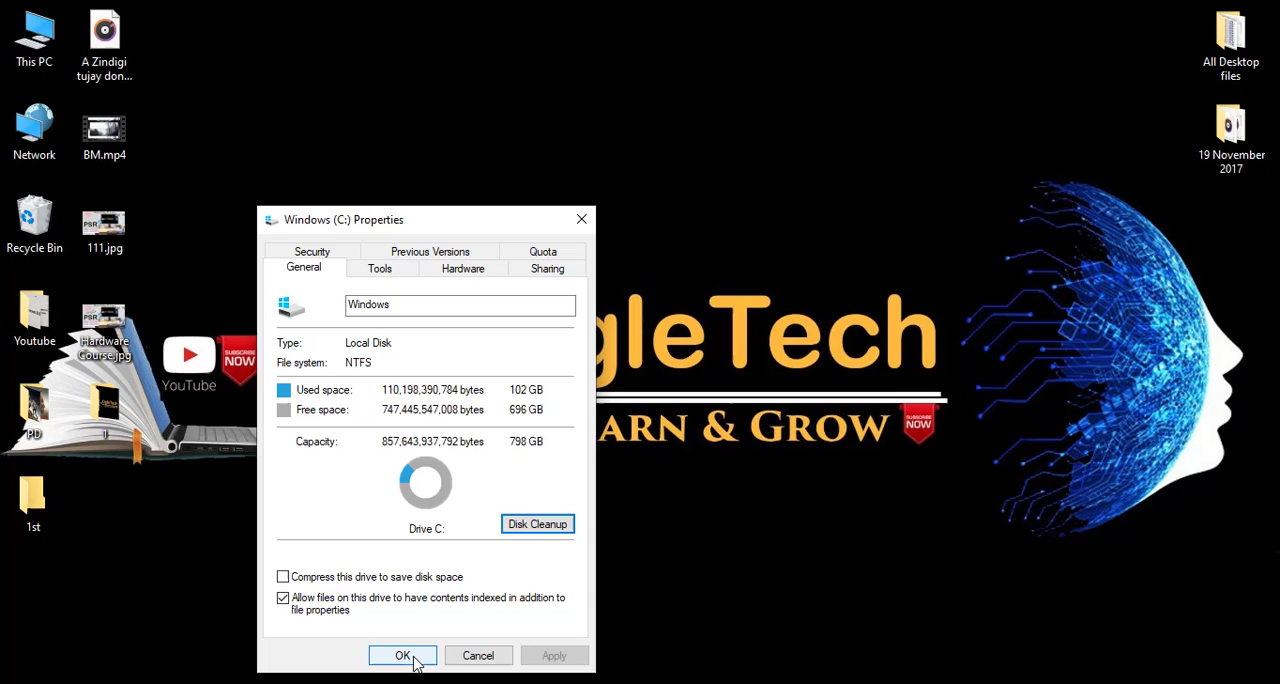 This PC
A Zindigi
tujay don...
All Desktop
files
Network
BM.mp4
19 November
2017
Recycle Bin
PSR
111.jpg
Windows (C:) Properties
Security
Previous Versions
Quota
General
Tools
Hardware
Sharing
Windows
Type:
Local Disk
File system:
NTFS
Used space:
110,198,390,784 bytes
102 GB
Free space:
747,445,547,008 bytes
696 GB
Capacity:
857,643,937,792 bytes
798 GB
Drive C:
Disk Cleanup
Compress this drive to save disk space
Allow files on this drive to have contents indexed in addition to
file properties
OK
Cancel
Apply
Youtube
PSR
Hardware
Course.jpg
YouTube
SUBSCRIBE
NOW
gleTech
ARN & GROW
SUBSCRIBE
NOW
PD
1st